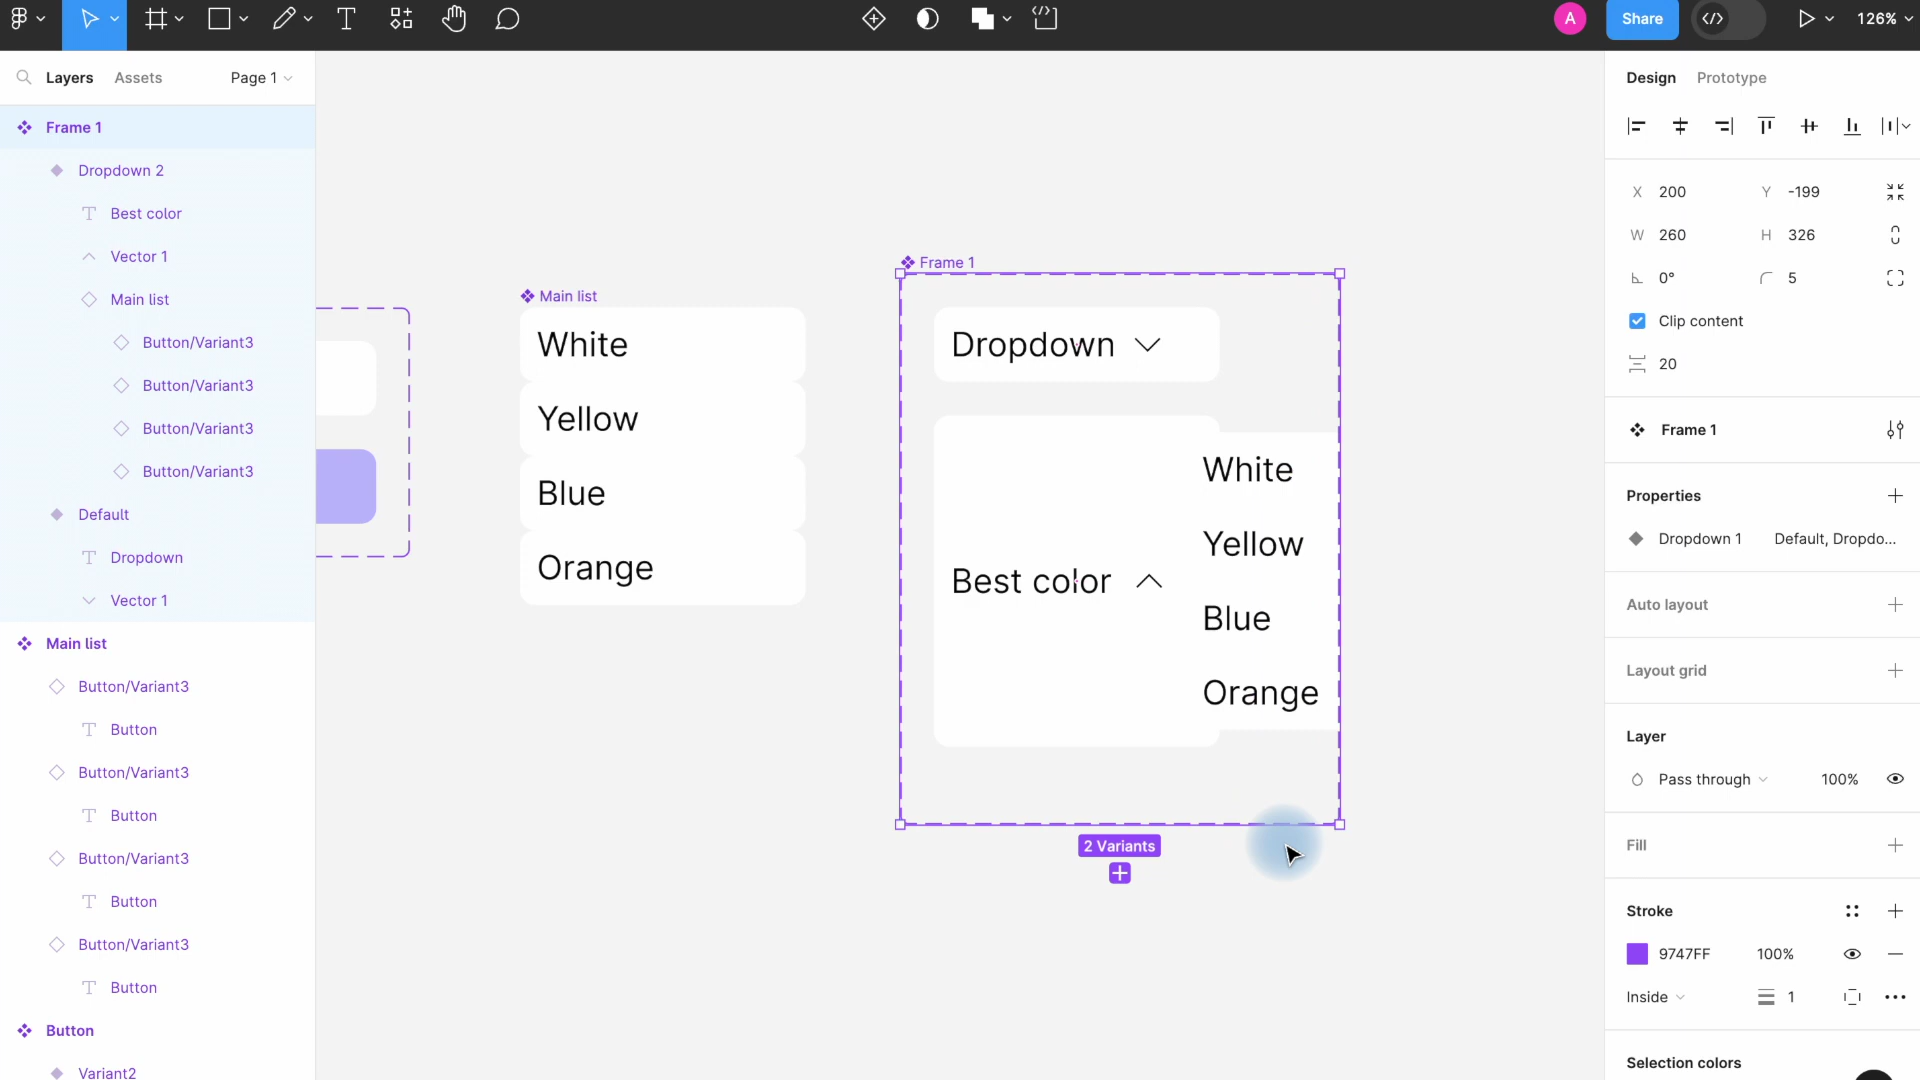 A
Share
126%
Layers
Assets
Page 1
Frame 1
Dropdown 2
Best color
Vector 1
Main list
Button/Variant3
Button/Variant3
Button/Variant3
Button/Variant3
Default
Dropdown
Vector 1
Main list
Button/Variant3
Button
Button/Variant3
Button
Button/Variant3
Button
Button/Variant3
Button
Button
Variant2
Main list
White
Yellow
Blue
Orange
Frame 1
Dropdown
Best color
White
Yellow
Blue
Orange
2 Variants
Design
Prototype
X 200 Y -199
W 260 H 326
0° 5
Clip content
20
Frame 1
Properties
Dropdown 1 Default, Dropdo...
Auto layout
Layout grid
Layer
Pass through 100%
Fill
Stroke
9747FF 100%
Inside 1
Selection colors